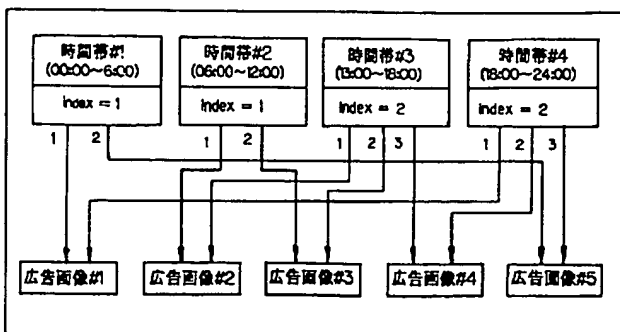 時間帯#1 時間帯#2 時間帯#3 時間帯#4
(00:00~6:00) (06:00~12:00) (13:00~18:00) (18:00~24:00)
index = 1 index = 1 index = 2 index = 2
1 2 1 2 1 2 3 1 2 3
広告画像#1 広告画像#2 広告画像#3 広告画像#4 広告画像#5